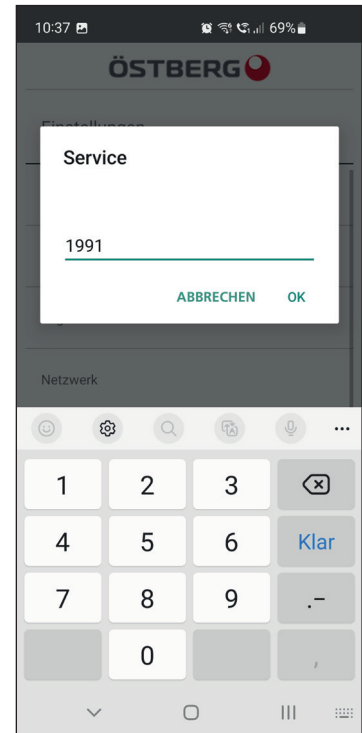 10:37 69%
ÖSTBERG
Einstellungen
Service
1991
ABBRECHEN OK
Netzwerk
1 2 3
4 5 6 Klar
7 8 9 .-
0 ,